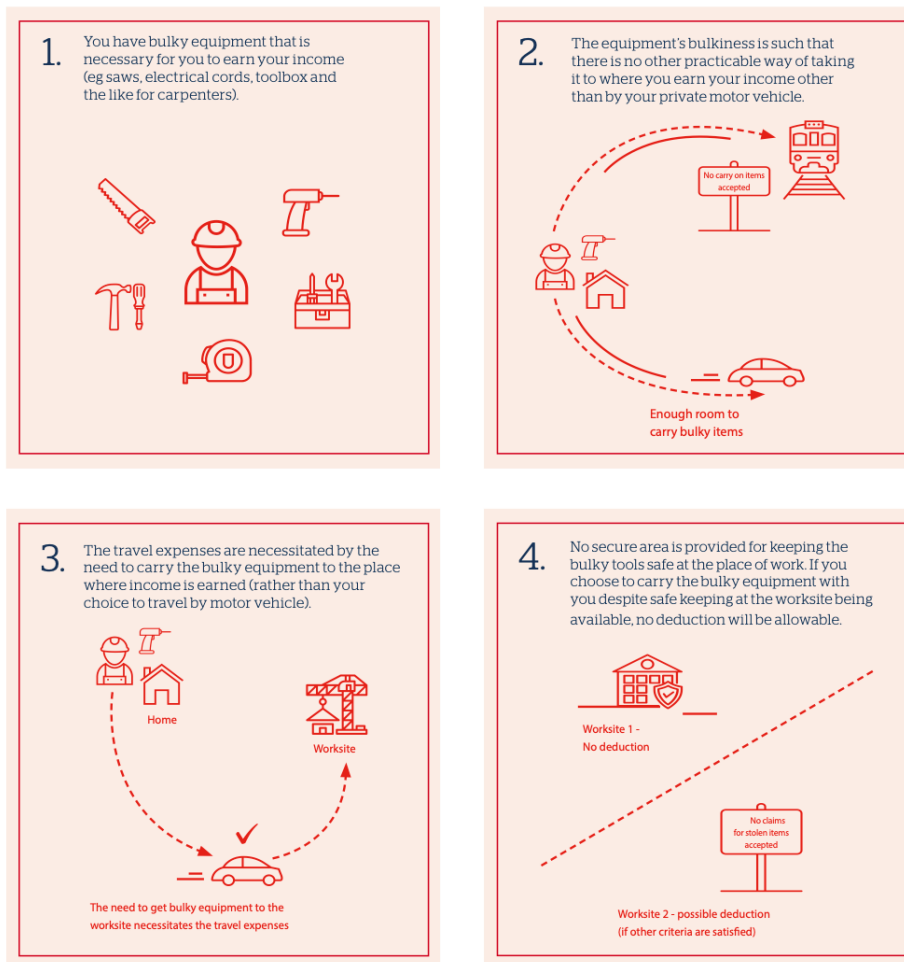 1.
You have bulky equipment that is
necessary for you to earn your income
(eg saws, electrical cords, toolbox and
the like for carpenters).
2.
The equipment's bulkiness is such that
there is no other practicable way of taking
it to where you earn your income other
than by your private motor vehicle.
No carry on items
accepted
Enough room to
carry bulky items
3.
The travel expenses are necessitated by the
need to carry the bulky equipment to the place
where income is earned (rather than your
choice to travel by motor vehicle).
Home
Worksite
The need to get bulky equipment to the
worksite necessitates the travel expenses
4.
No secure area is provided for keeping the
bulky tools safe at the place of work. If you
choose to carry the bulky equipment with
you despite safe keeping at the worksite being
available, no deduction will be allowable.
Worksite 1 -
No deduction
No claims
for stolen items
accepted
Worksite 2 - possible deduction
(if other criteria are satisfied)